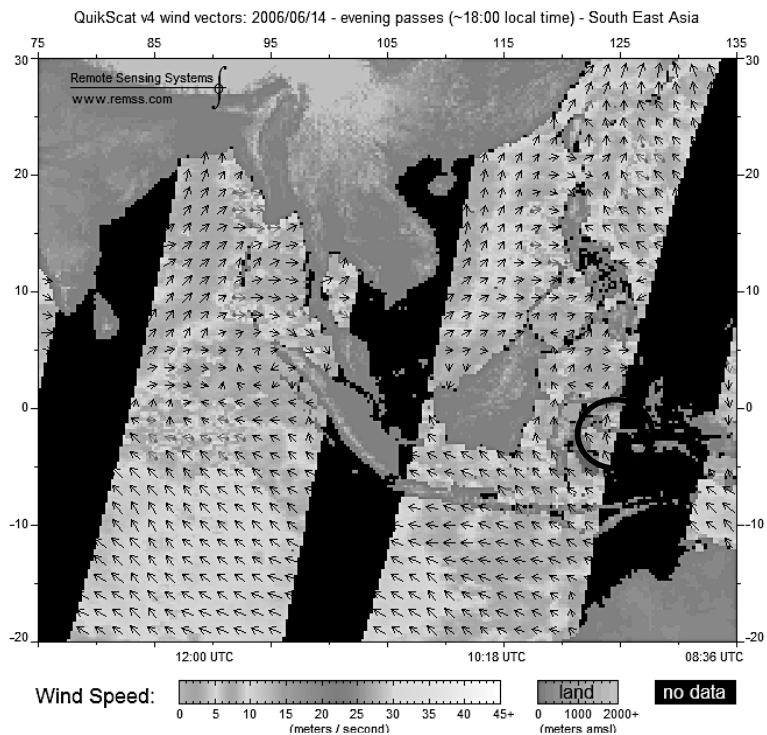 QuikScat v4 wind vectors: 2006/06/14 - evening passes (~18:00 local time) - South East Asia
75 85 95 105 115 125 135
Remote Sensing Systems
www.remss.com
30 30
20 20
10 10
0 0
-10 -10
-20 -20
12:00 UTC 10:18 UTC 08:36 UTC
Wind Speed: land no data
0 5 10 15 20 25 30 35 40 45+ 0 1000 2000+
(meters / second) (meters amsl)